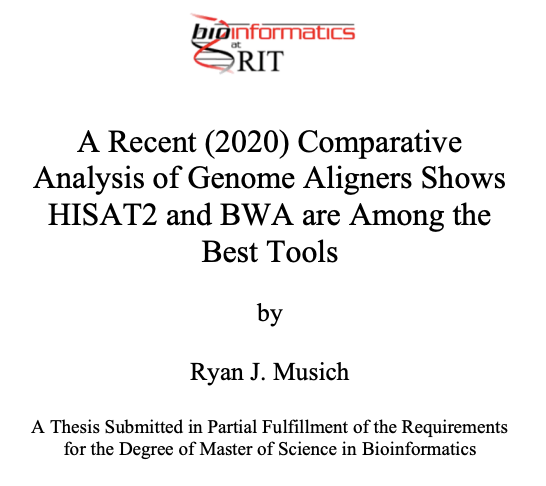 bioinformatics
at
RIT
A Recent (2020) Comparative
Analysis of Genome Aligners Shows
HISAT2 and BWA are Among the
Best Tools
by
Ryan J. Musich
A Thesis Submitted in Partial Fulfillment of the Requirements
for the Degree of Master of Science in Bioinformatics